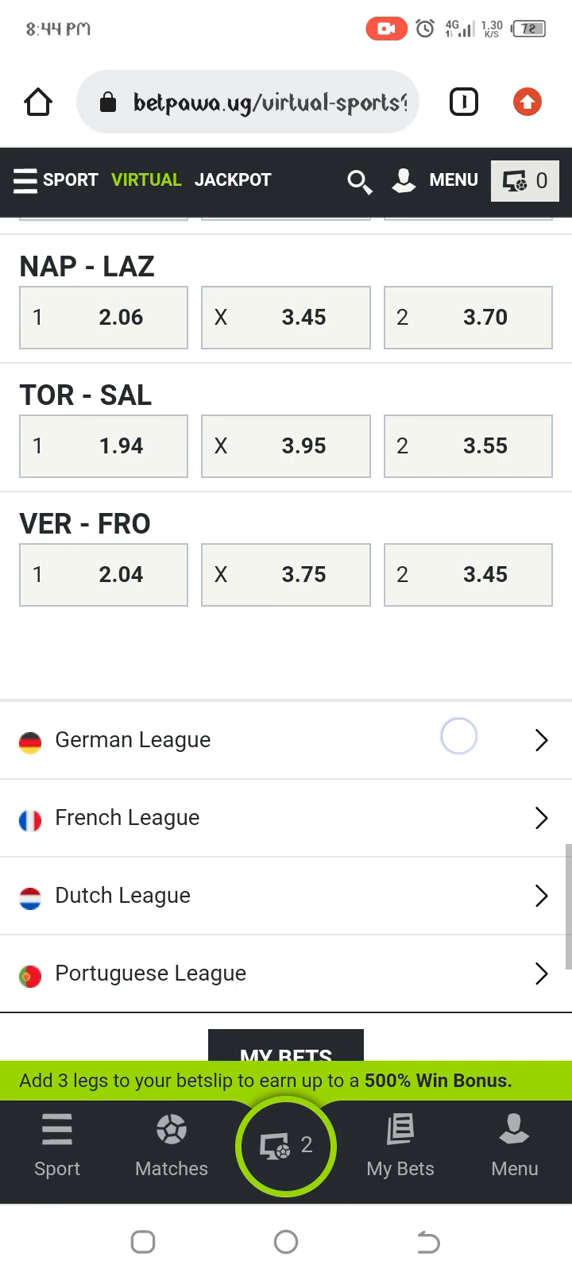 8:44 PM 4G 1.30 K/S 72
betpawa.ug/virtual-sports?
SPORT VIRTUAL JACKPOT MENU 0
NAP - LAZ
1 2.06 X 3.45 2 3.70
TOR - SAL
1 1.94 X 3.95 2 3.55
VER - FRO
1 2.04 X 3.75 2 3.45
German League
French League
Dutch League
Portuguese League
MY BETS
Add 3 legs to your betslip to earn up to a 500% Win Bonus.
2
Sport Matches My Bets Menu